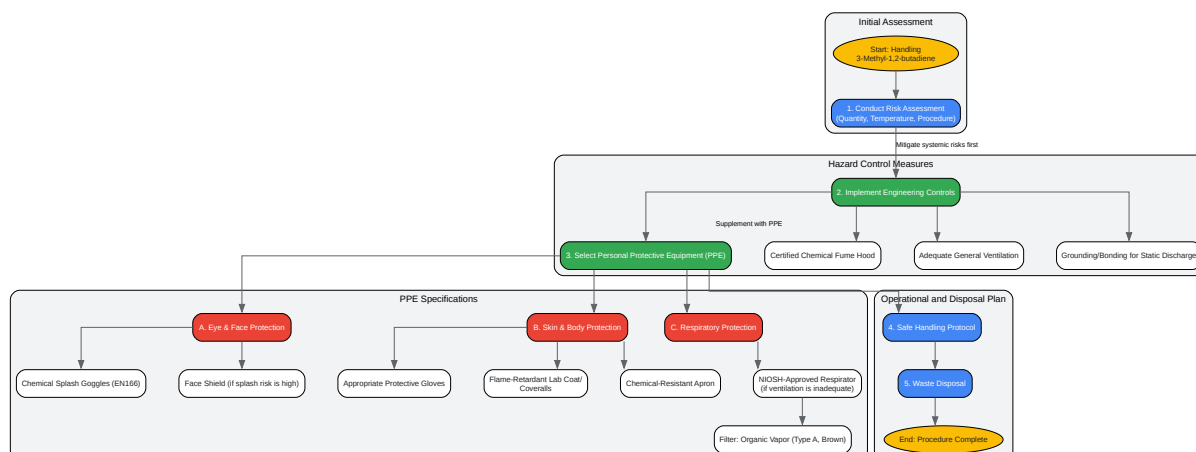 Initial Assessment
Start: Handling
3-Methyl-1,2-butadiene
1. Conduct Risk Assessment
(Quantity, Temperature, Procedure)
Mitigate systemic risks first
Hazard Control Measures
2. Implement Engineering Controls
Supplement with PPE
3. Select Personal Protective Equipment (PPE)
Certified Chemical Fume Hood
Adequate General Ventilation
Grounding/Bonding for Static Discharge
PPE Specifications
Operational and Disposal Plan
A. Eye & Face Protection
B. Skin & Body Protection
C. Respiratory Protection
4. Safe Handling Protocol
Chemical Splash Goggles (EN166)
Face Shield (if splash risk is high)
Appropriate Protective Gloves
Flame-Retardant Lab Coat/
Coveralls
Chemical-Resistant Apron
NIOSH-Approved Respirator
(if ventilation is inadequate)
5. Waste Disposal
Filter: Organic Vapor (Type A, Brown)
End: Procedure Complete